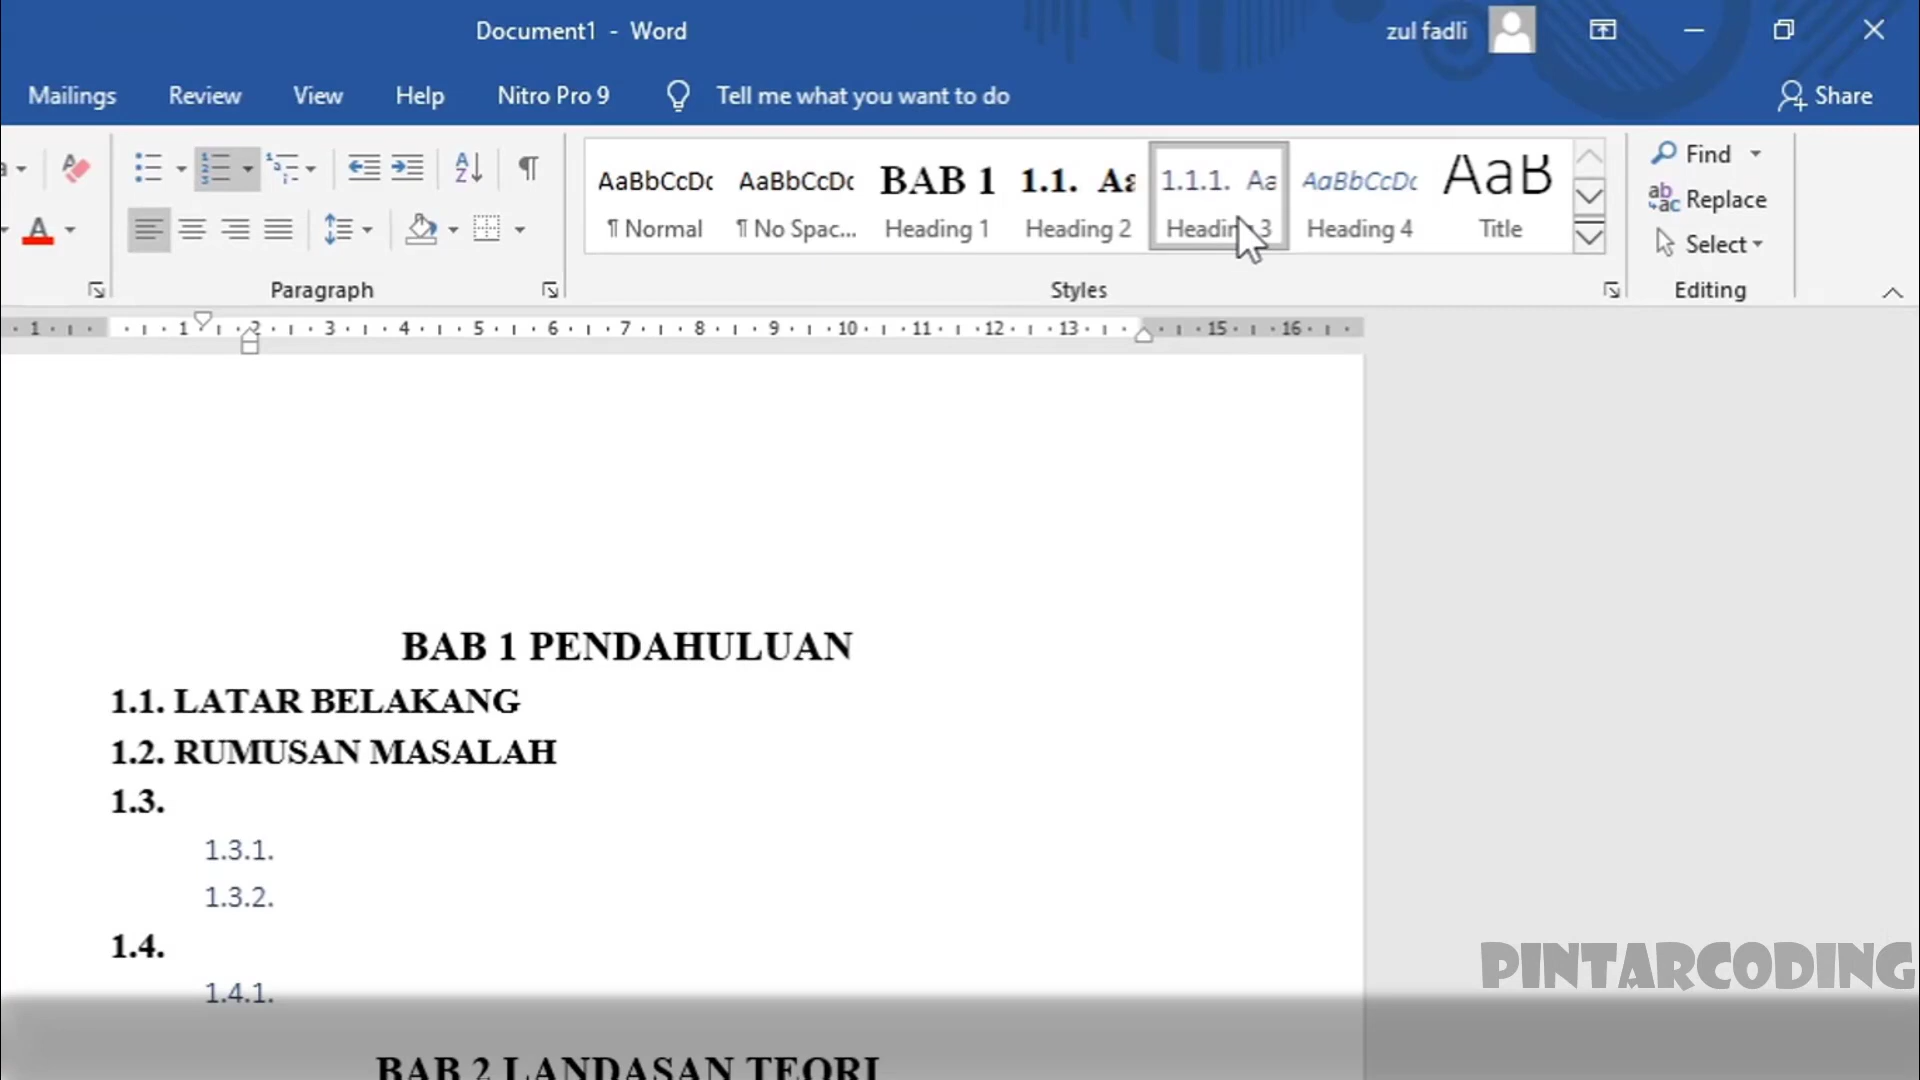 Document1 - Word
zul fadli
Mailings Review View Help Nitro Pro 9 Tell me what you want to do Share
AaBbCcDc AaBbCcDc BAB 1 1.1. Aa 1.1.1. Aa AaBbCcDc AaB
¶ Normal ¶ No Spac... Heading 1 Heading 2 Heading 3 Heading 4 Title
Find
Replace
Select
Paragraph Styles Editing
1 1 2 3 4 5 6 7 8 9 10 11 12 13 15 16
BAB 1 PENDAHULUAN
1.1. LATAR BELAKANG
1.2. RUMUSAN MASALAH
1.3.
1.3.1.
1.3.2.
1.4.
1.4.1.
BAB 2 LANDASAN TEORI
PINTARCODING